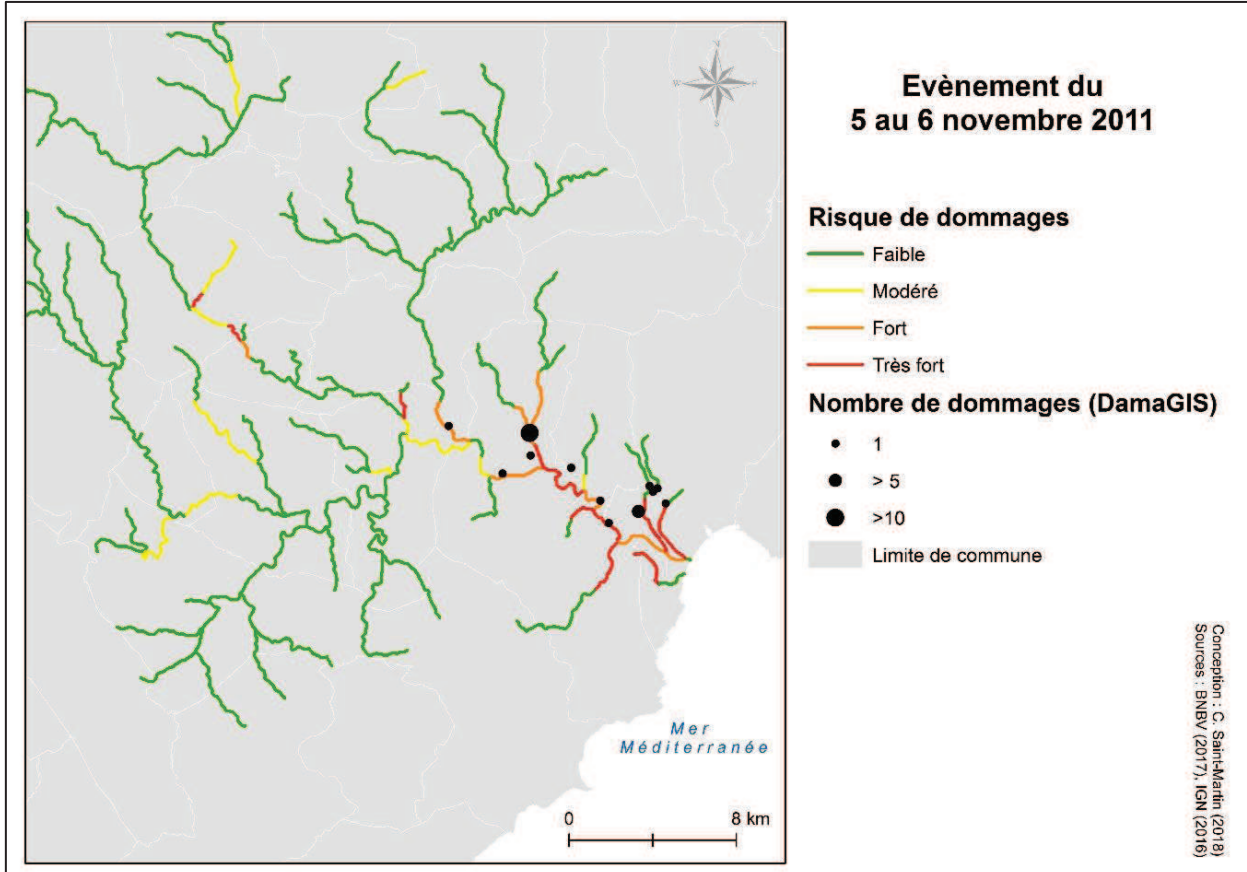 Evènement du
5 au 6 novembre 2011
N
W
E
S
Risque de dommages
Faible
Modéré
Fort
Très fort
Nombre de dommages (DamaGIS)
1
> 5
>10
Limite de commune
Mer
Méditerranée
0
8 km
Conception : C. Saint-Martin (2018)
Sources : BNBV (2017), IGN (2016)